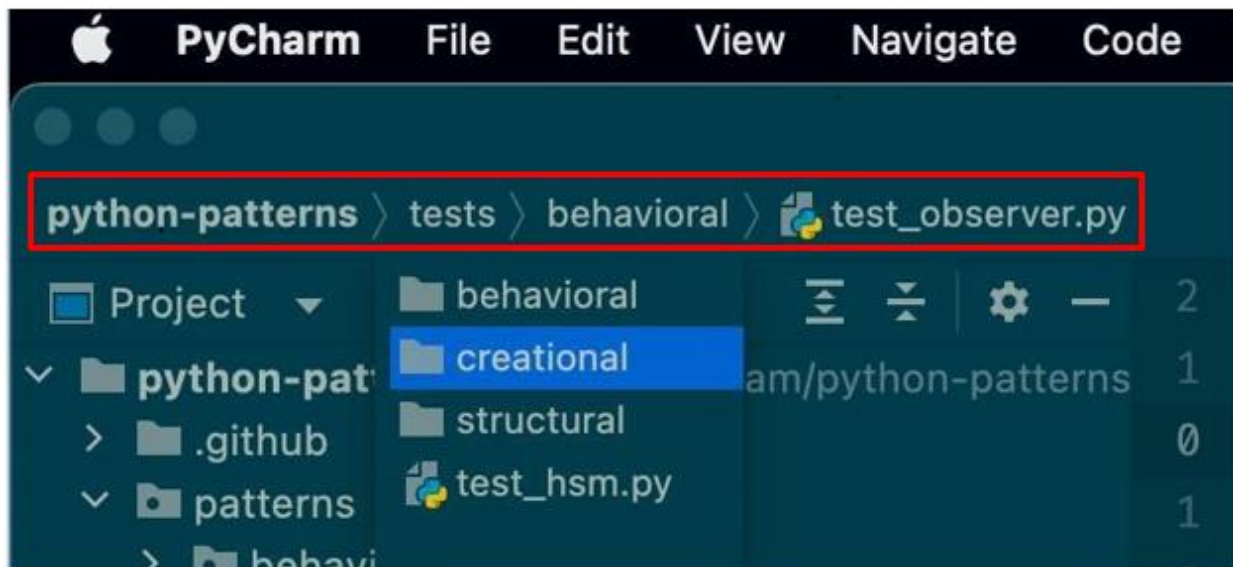 PyCharm File Edit View Navigate Code
python-patterns 〉 tests 〉 behavioral 〉 test_observer.py
Project behavioral 2
python-pat creational am/python-patterns 1
.github structural 0
patterns test_hsm.py 1
behavi